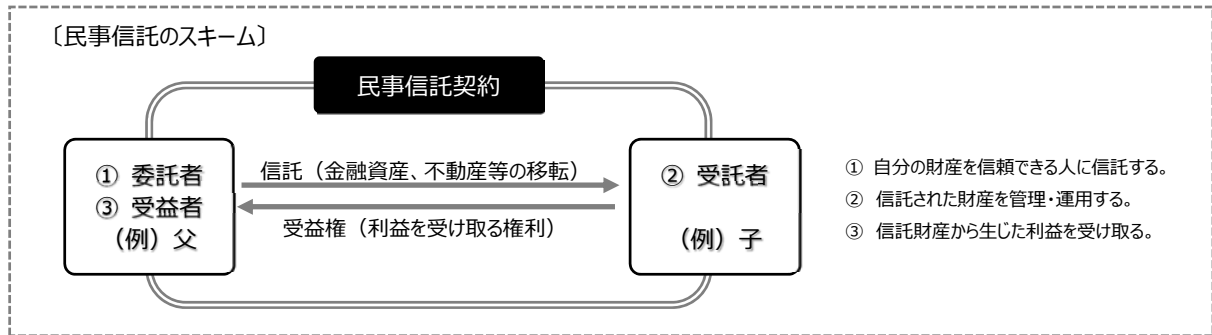 〔民事信託のスキーム〕
民事信託契約
① 委託者
③ 受益者
（例）父
信託（金融資産、不動産等の移転）
受益権（利益を受け取る権利）
② 受託者
（例）子
① 自分の財産を信頼できる人に信託する。
② 信託された財産を管理・運用する。
③ 信託財産から生じた利益を受け取る。